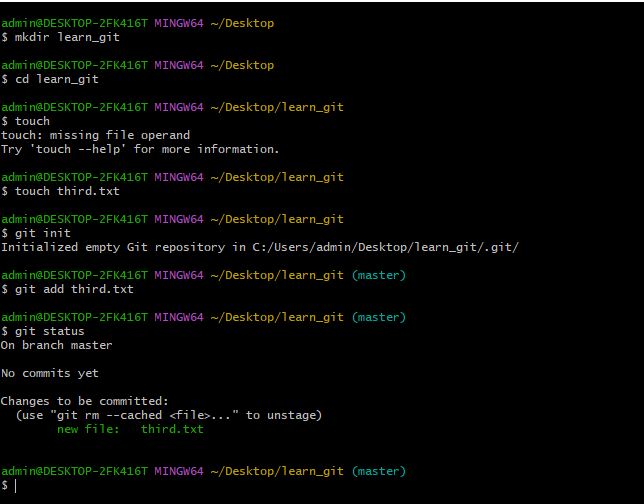 admin@DESKTOP-2FK416T MINGW64 ~/Desktop
$ mkdir learn_git
admin@DESKTOP-2FK416T MINGW64 ~/Desktop
$ cd learn_git
admin@DESKTOP-2FK416T MINGW64 ~/Desktop/learn_git
$ touch
touch: missing file operand
Try 'touch --help' for more information.
admin@DESKTOP-2FK416T MINGW64 ~/Desktop/learn_git
$ touch third.txt
admin@DESKTOP-2FK416T MINGW64 ~/Desktop/learn_git
$ git init
Initialized empty Git repository in C:/Users/admin/Desktop/learn_git/.git/
admin@DESKTOP-2FK416T MINGW64 ~/Desktop/learn_git (master)
$ git add third.txt
admin@DESKTOP-2FK416T MINGW64 ~/Desktop/learn_git (master)
$ git status
On branch master
No commits yet
Changes to be committed:
  (use "git rm --cached <file>..." to unstage)
        new file:   third.txt
admin@DESKTOP-2FK416T MINGW64 ~/Desktop/learn_git (master)
$